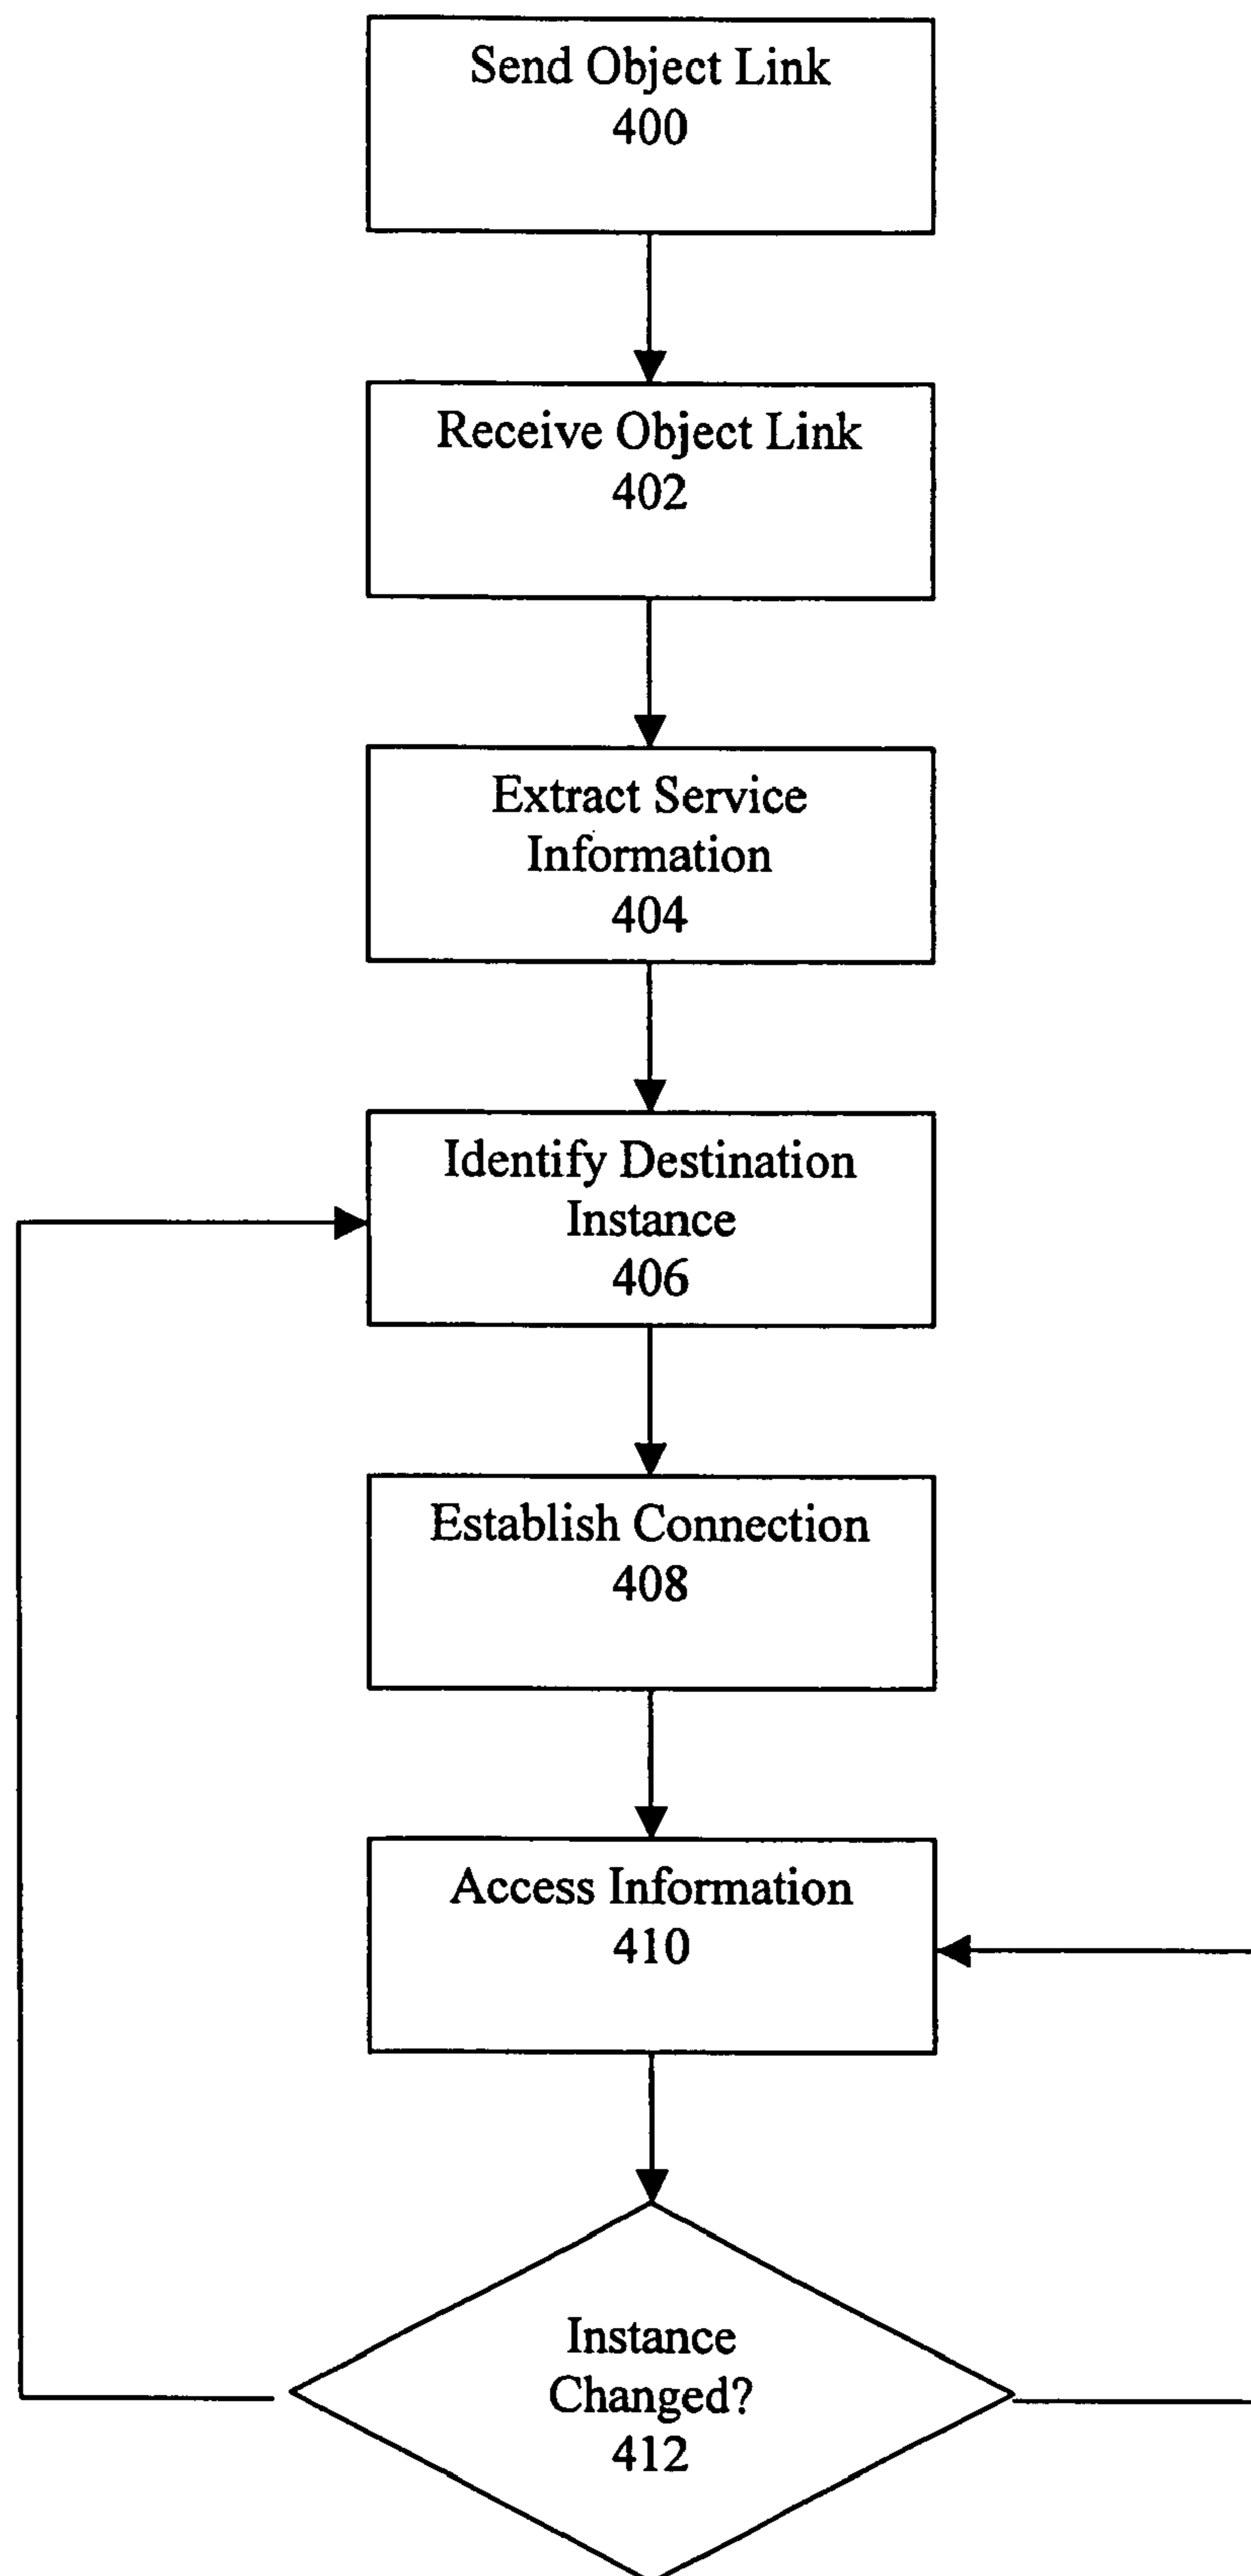 Send Object Link
400
Receive Object Link
402
Extract Service
Information
404
Identify Destination
Instance
406
Establish Connection
408
Access Information
410
Instance
Changed?
412